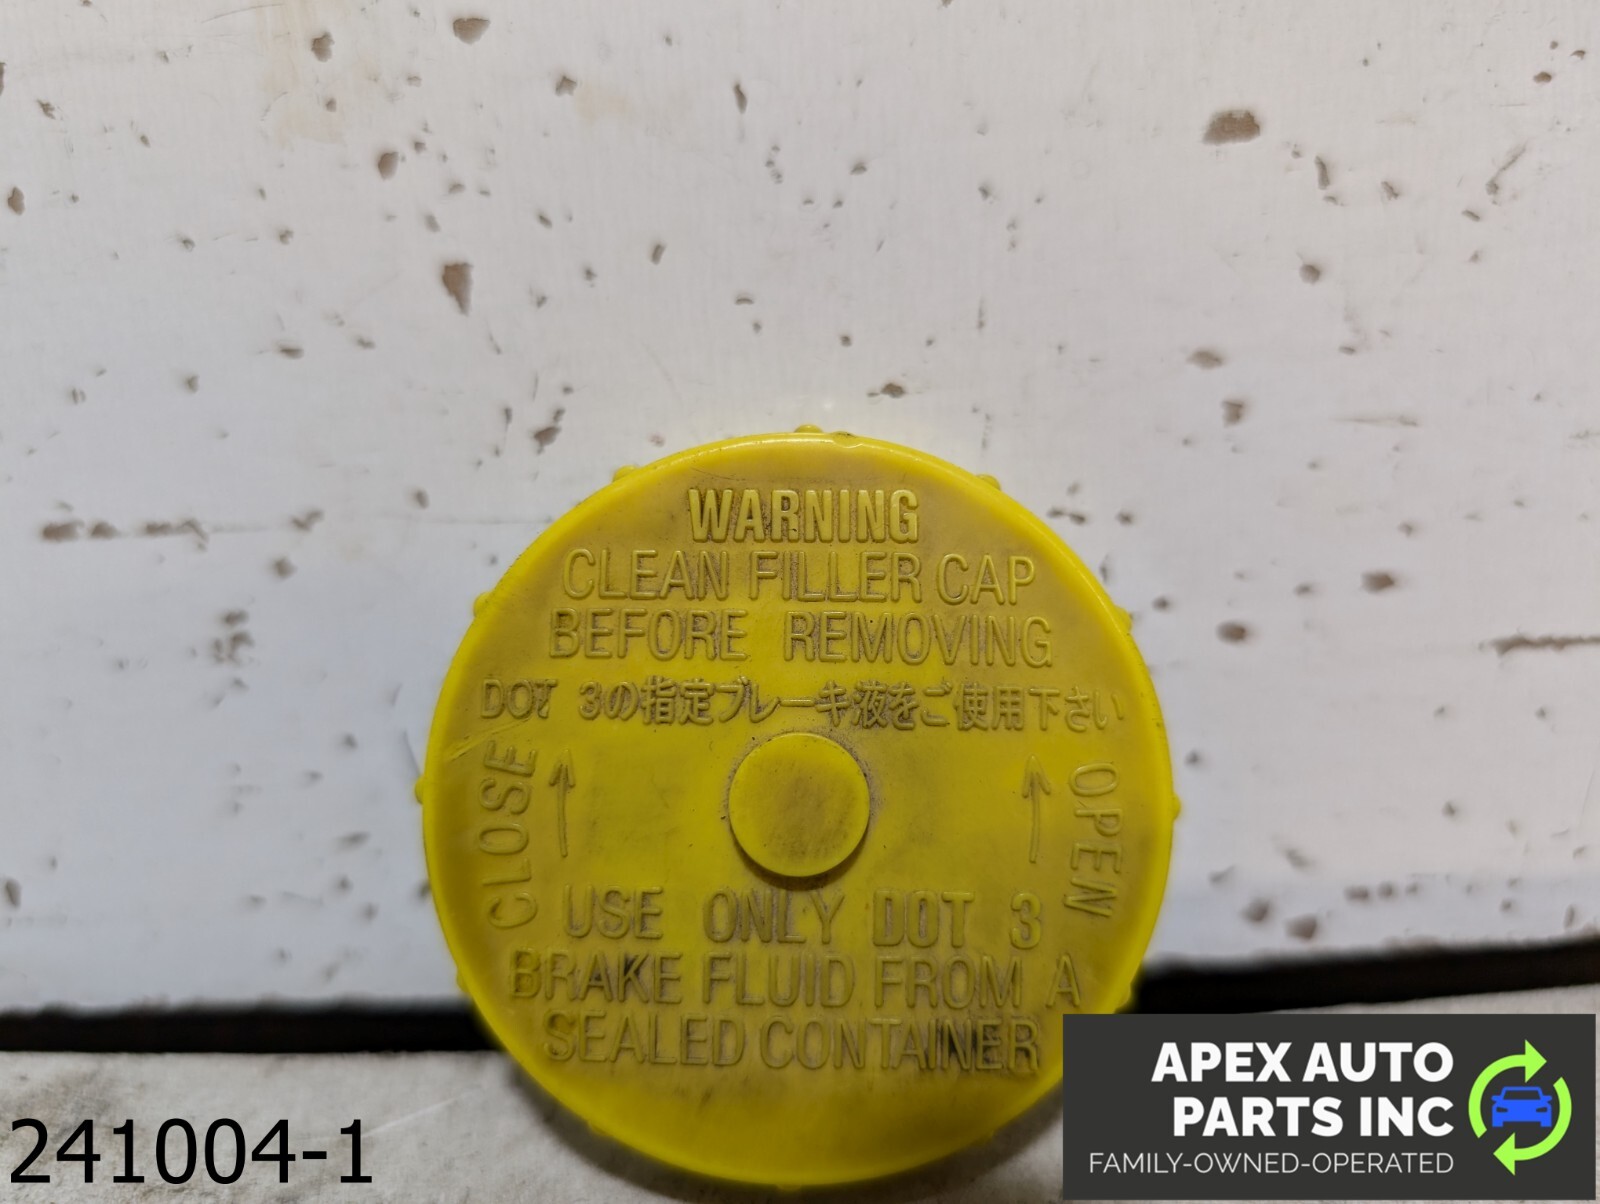 WARNING
CLEAN FILLER CAP
BEFORE REMOVING
DOT 3の指定ブレーキ液をご使用下さい
CLOSE
OPEN
USE ONLY DOT 3
BRAKE FLUID FROM A
SEALED CONTAINER
241004-1
APEX AUTO
PARTS INC
FAMILY-OWNED-OPERATED